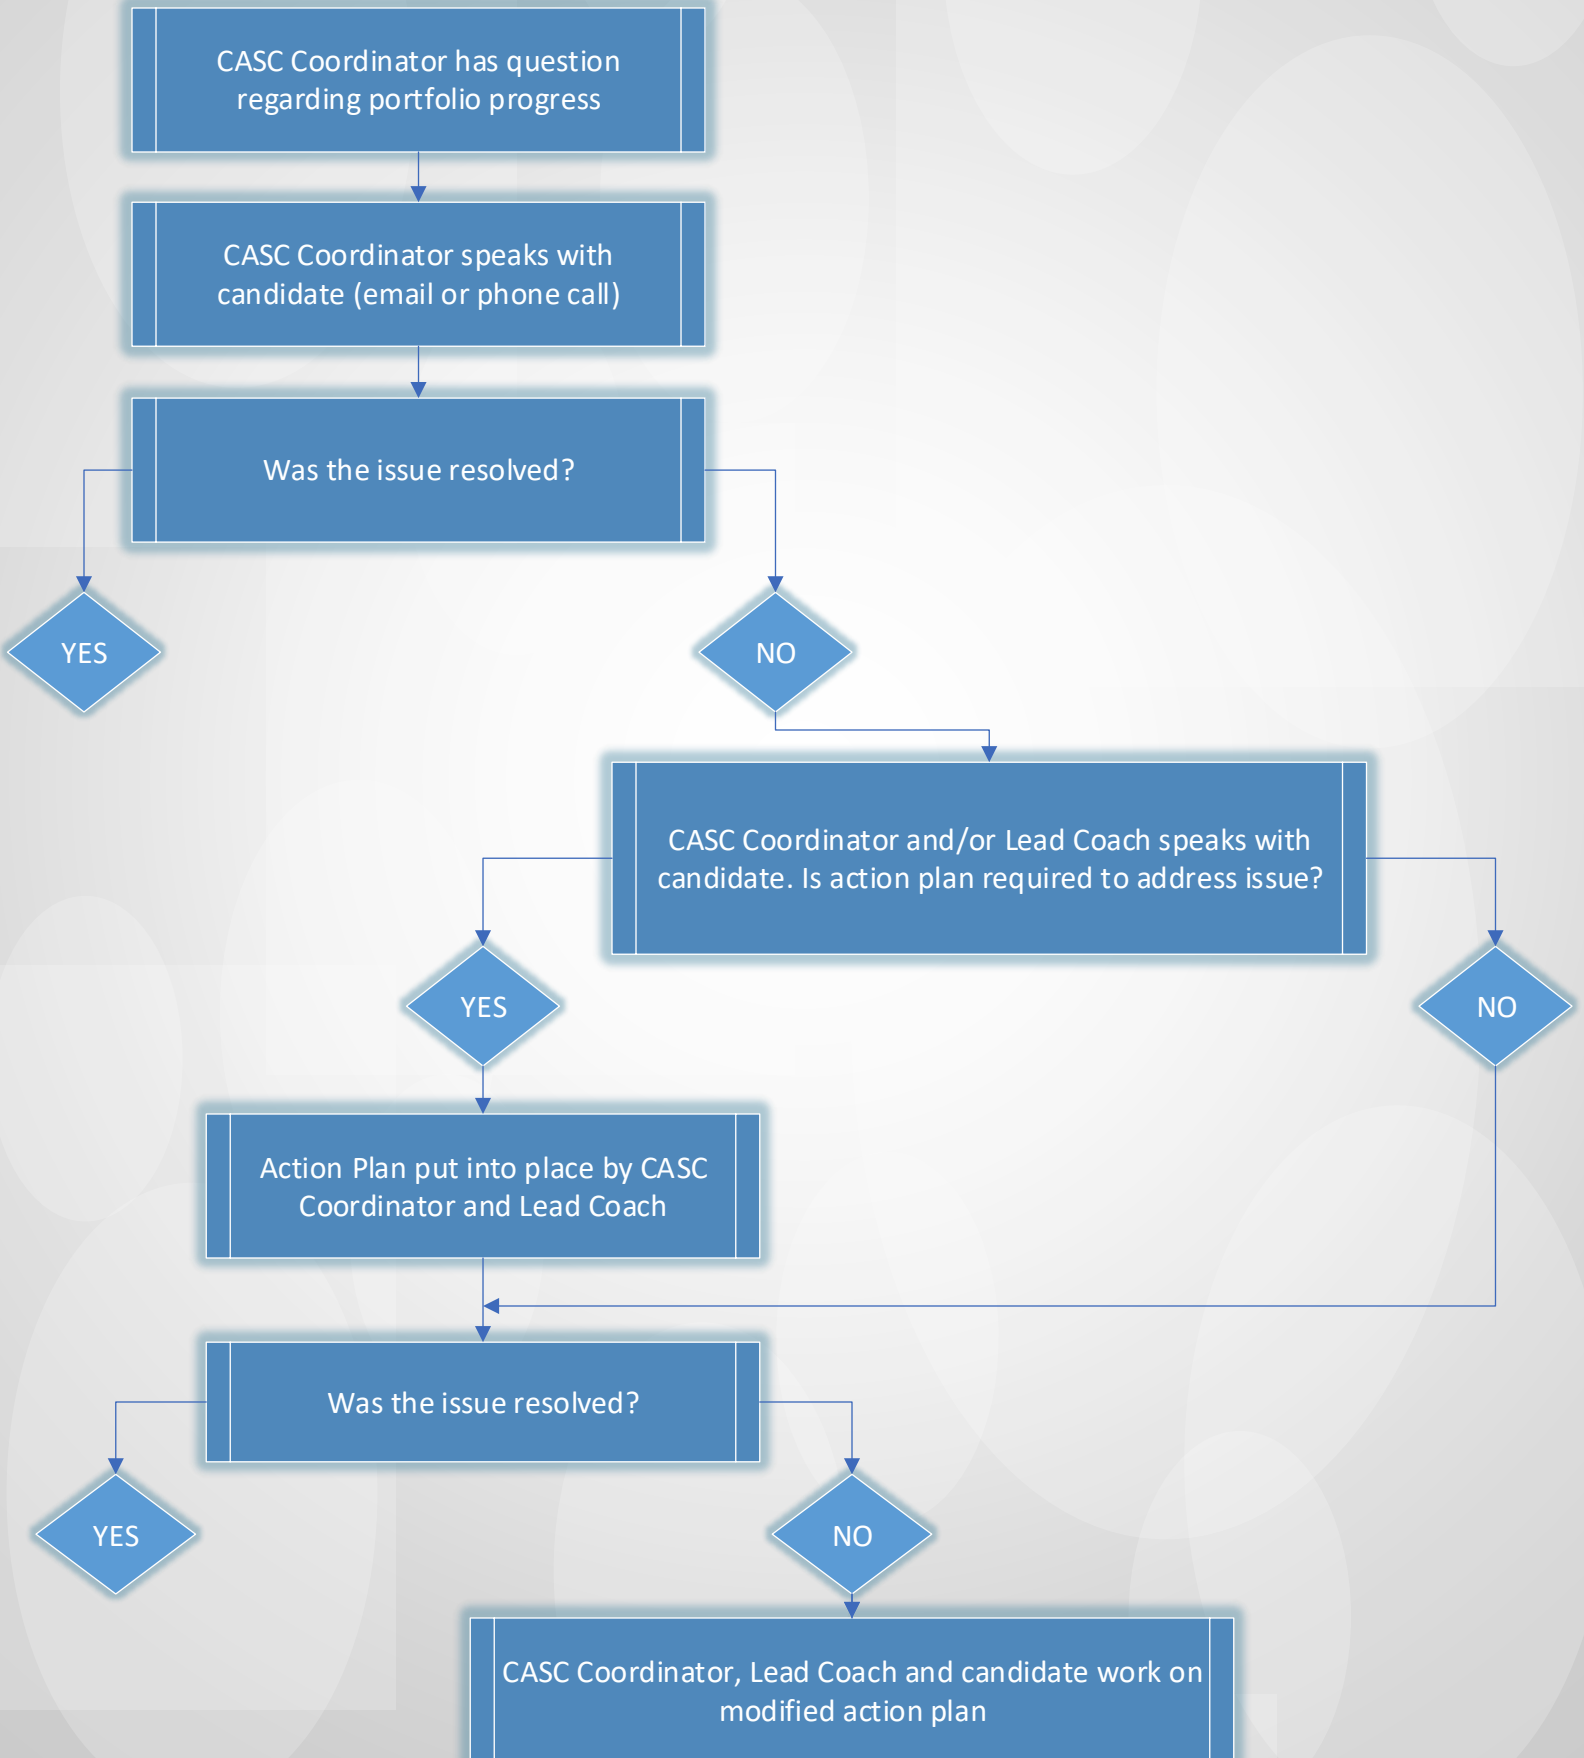 CASC Coordinator has question
regarding portfolio progress
CASC Coordinator speaks with
candidate (email or phone call)
Was the issue resolved?
YES
NO
CASC Coordinator and/or Lead Coach speaks with
candidate. Is action plan required to address issue?
YES
NO
Action Plan put into place by CASC
Coordinator and Lead Coach
Was the issue resolved?
YES
NO
CASC Coordinator, Lead Coach and candidate work on
modified action plan